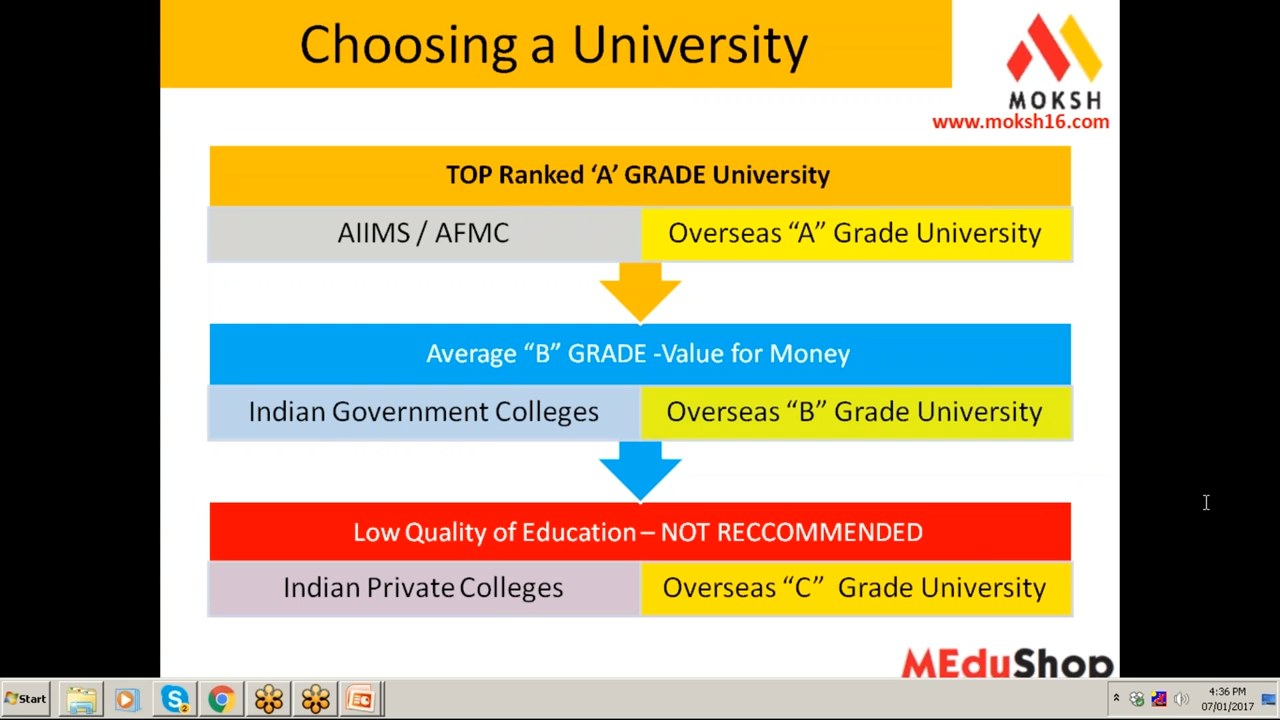 Choosing a University
MOKSH
www.moksh16.com
TOP Ranked ‘A’ GRADE University
AIIMS / AFMC
Overseas “A” Grade University
Average “B” GRADE -Value for Money
Indian Government Colleges
Overseas “B” Grade University
Low Quality of Education – NOT RECCOMMENDED
Indian Private Colleges
Overseas “C” Grade University
MEduShop
Start
2
4:36 PM
07/01/2017